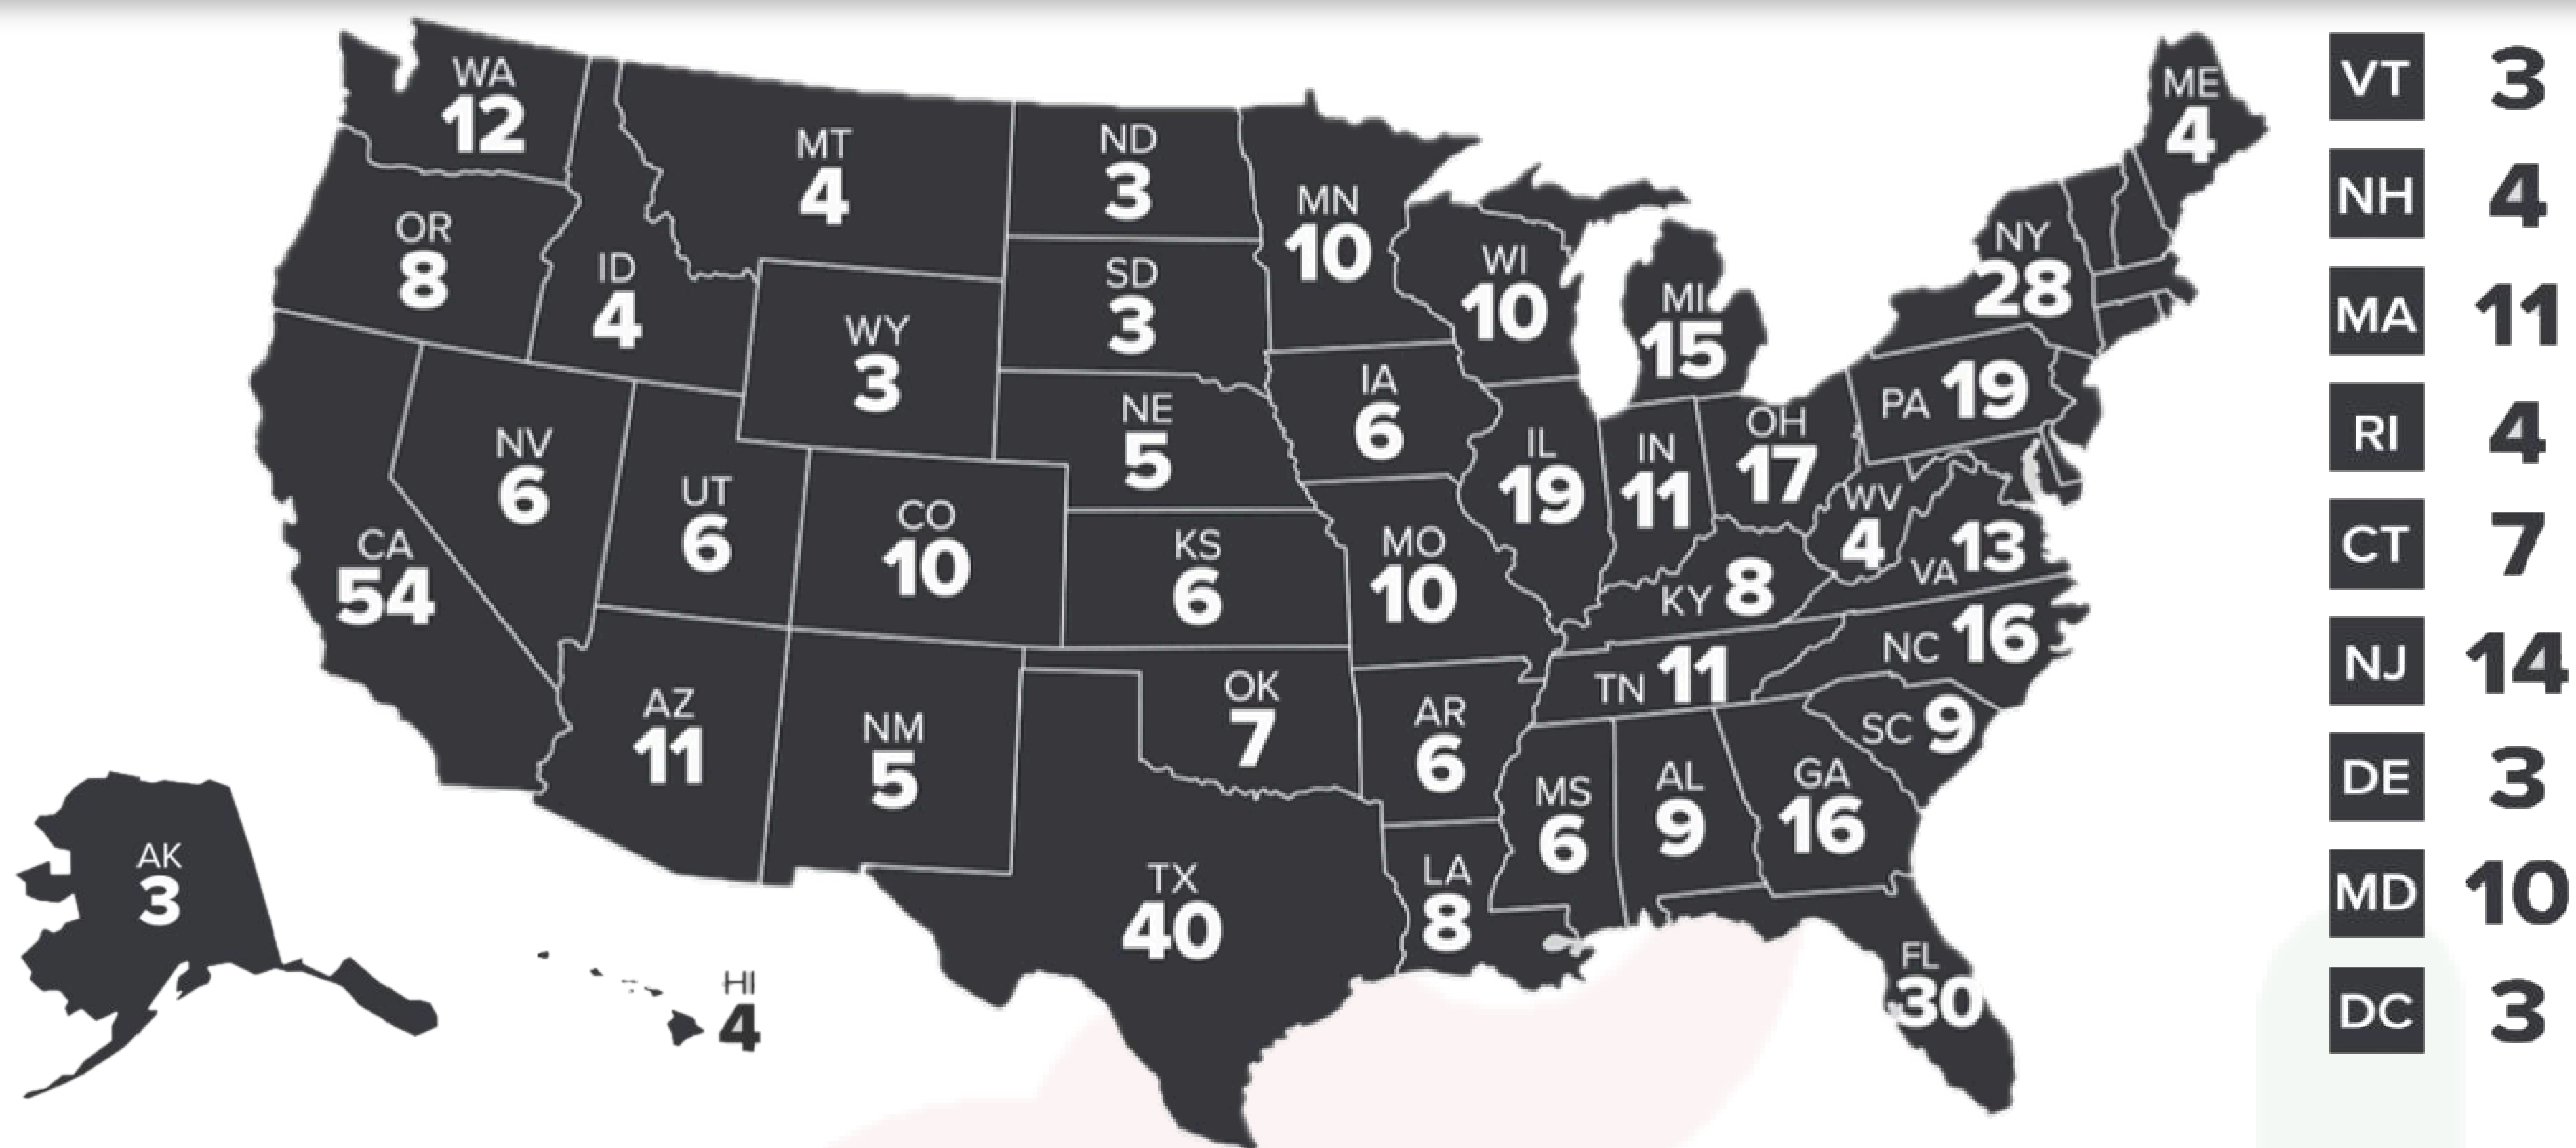 WA
12
OR
8
CA
54
NV
6
ID
4
MT
4
WY
3
UT
6
CO
10
AZ
11
NM
5
ND
3
SD
3
NE
5
KS
6
OK
7
TX
40
MN
10
IA
6
MO
10
AR
6
LA
8
WI
10
IL
19
MI
15
IN
11
OH
17
KY 8
TN 11
MS
6
AL
9
GA
16
FL
30
SC 9
NC 16
VA 13
WV
4
PA 19
NY
28
ME
4
AK
3
HI
4
VT 3
NH 4
MA 11
RI 4
CT 7
NJ 14
DE 3
MD 10
DC 3